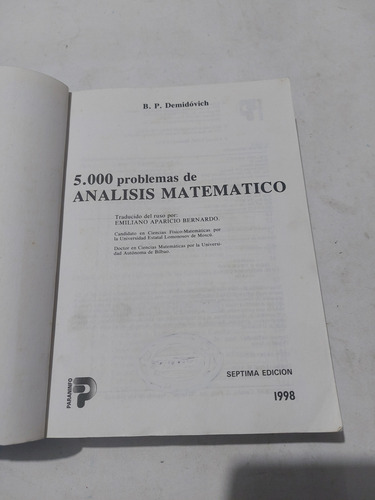 B. P. Demidóvich
5.000 problemas de
ANALISIS MATEMATICO
Traducido del ruso por:
EMILIANO APARICIO BERNARDO.
Candidato en Ciencias Físico-Matemáticas por
la Universidad Estatal Lomonosov de Moscú.
Doctor en Ciencias Matemáticas por la Universi-
dad Autónoma de Bilbao
SEPTIMA EDICION
PARANINFO
1998